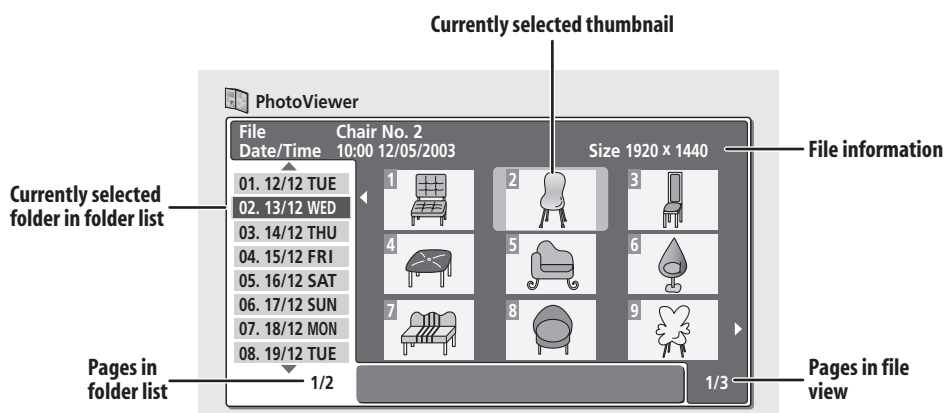 Currently selected thumbnail
PhotoViewer
File Chair No. 2
Date/Time 10:00 12/05/2003 Size 1920 x 1440
File information
Currently selected
folder in folder list
01. 12/12 TUE
02. 13/12 WED
03. 14/12 THU
04. 15/12 FRI
05. 16/12 SAT
06. 17/12 SUN
07. 18/12 MON
08. 19/12 TUE
1 2 3
4 5 6
7 8 9
Pages in
folder list
1/2
1/3
Pages in file
view